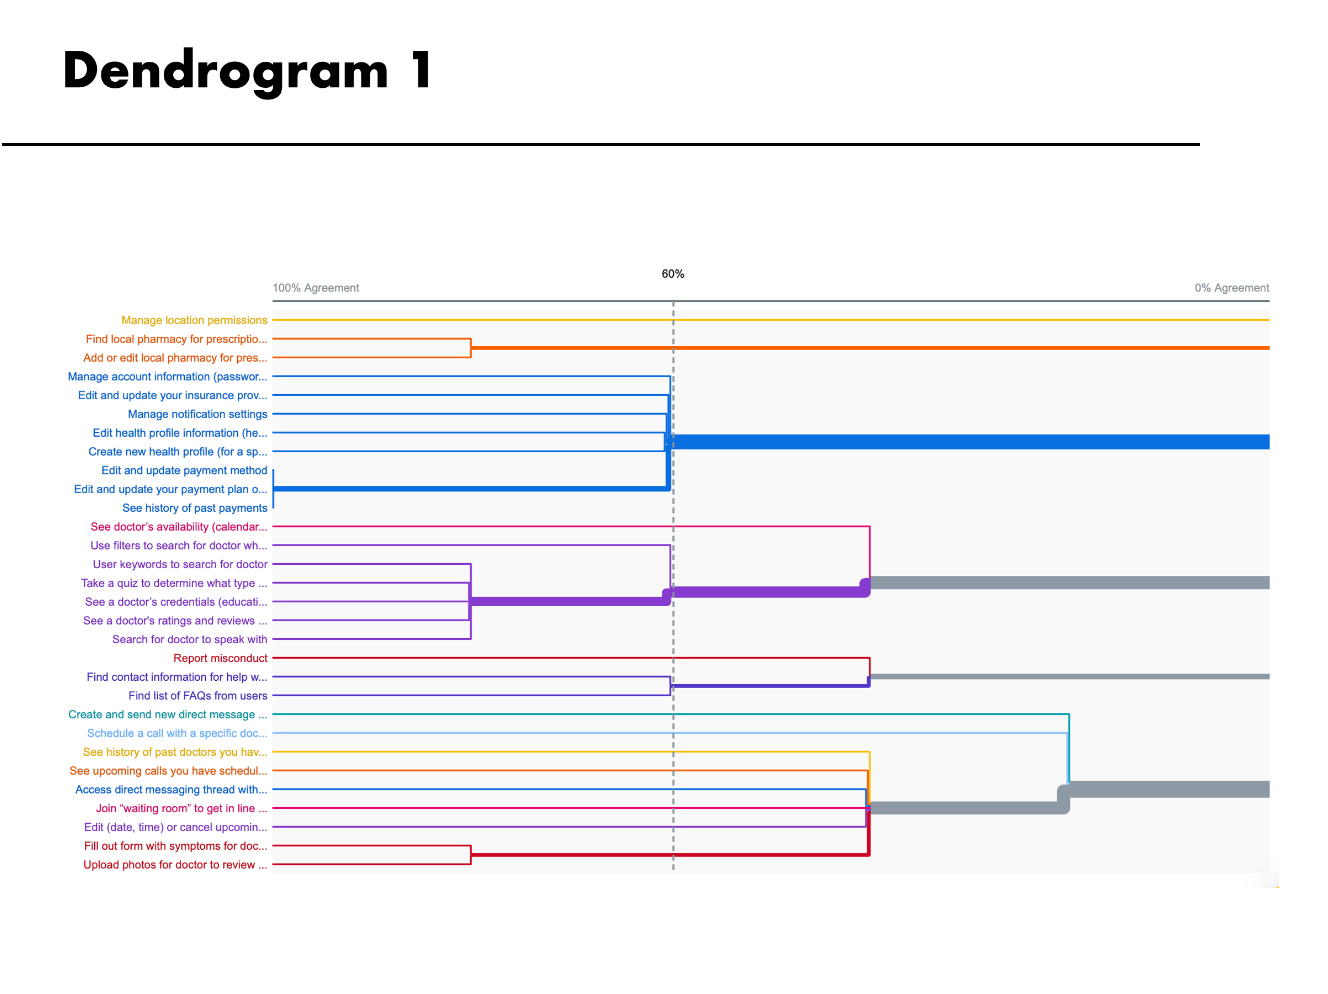 Dendrogram 1
60%
100% Agreement
0% Agreement
Manage location permissions
Find local pharmacy for prescriptio...
Add or edit local pharmacy for pres...
Manage account information (passwor...
Edit and update your insurance prov...
Manage notification settings
Edit health profile information (he...
Create new health profile (for a sp...
Edit and update payment method
Edit and update your payment plan o...
See history of past payments
See doctor's availability (calendar...
Use filters to search for doctor wh...
User keywords to search for doctor
Take a quiz to determine what type ...
See a doctor's credentials (educati...
See a doctor's ratings and reviews ...
Search for doctor to speak with
Report misconduct
Find contact information for help w...
Find list of FAQs from users
Create and send new direct message ...
Schedule a call with a specific doc...
See history of past doctors you hav...
See upcoming calls you have schedul...
Access direct messaging thread with...
Join “waiting room” to get in line ...
Edit (date, time) or cancel upcomin...
Fill out form with symptoms for doc...
Upload photos for doctor to review ...